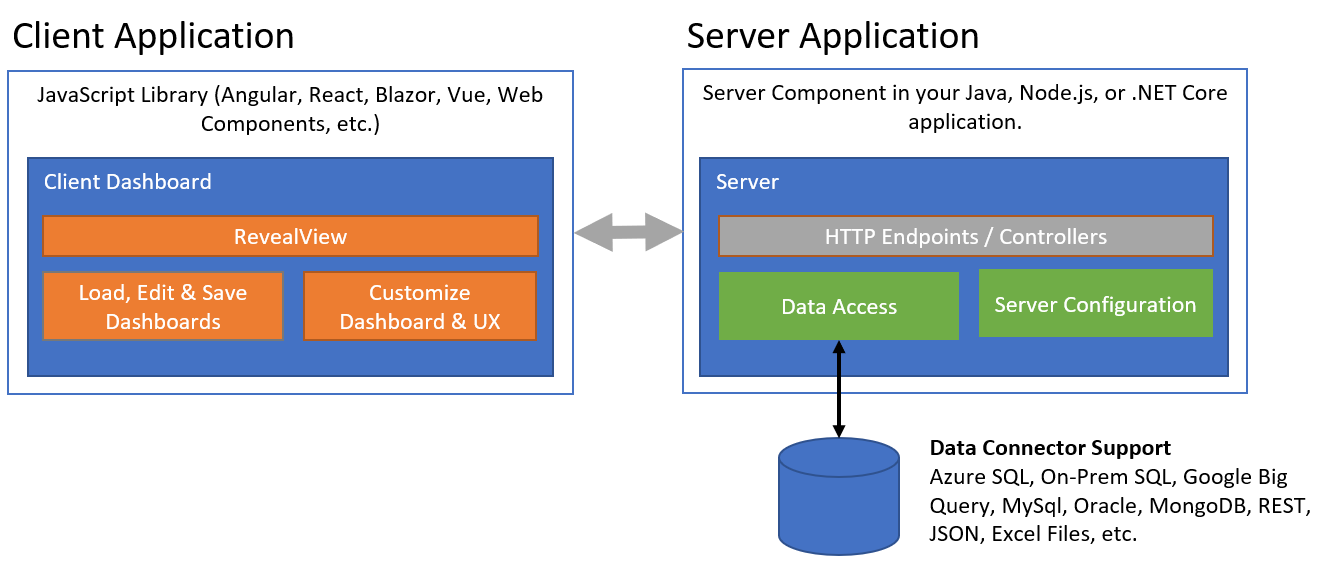 Client Application
JavaScript Library (Angular, React, Blazor, Vue, Web
Components, etc.)
Client Dashboard
RevealView
Load, Edit & Save
Dashboards
Customize
Dashboard & UX
Server Application
Server Component in your Java, Node.js, or .NET Core
application.
Server
HTTP Endpoints / Controllers
Data Access
Server Configuration
Data Connector Support
Azure SQL, On-Prem SQL, Google Big
Query, MySql, Oracle, MongoDB, REST,
JSON, Excel Files, etc.